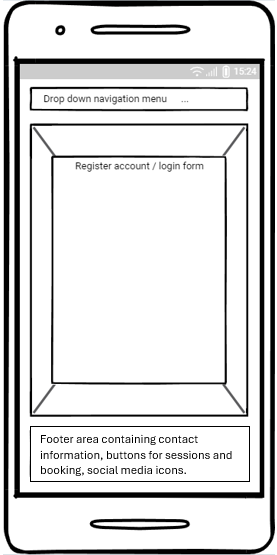 15:24
Drop down navigation menu ...
Register account / login form
Footer area containing contact
information, buttons for sessions and
booking, social media icons.